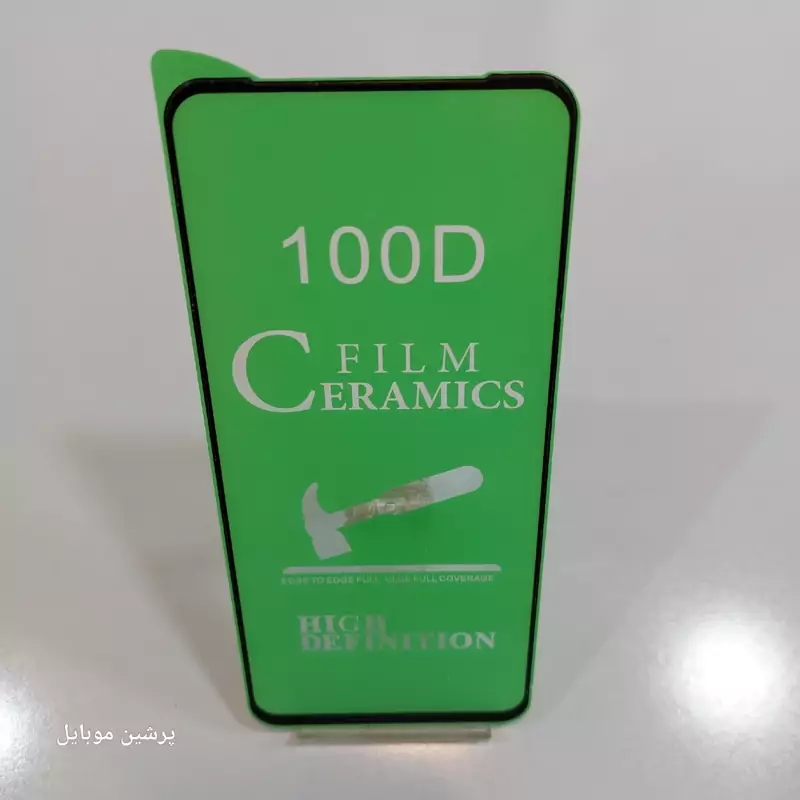 100D
FILM
CERAMICS
EDGE TO EDGE FULL GLUE FULL COVERAGE
HIGH
DEFINITION
پرشین موبایل